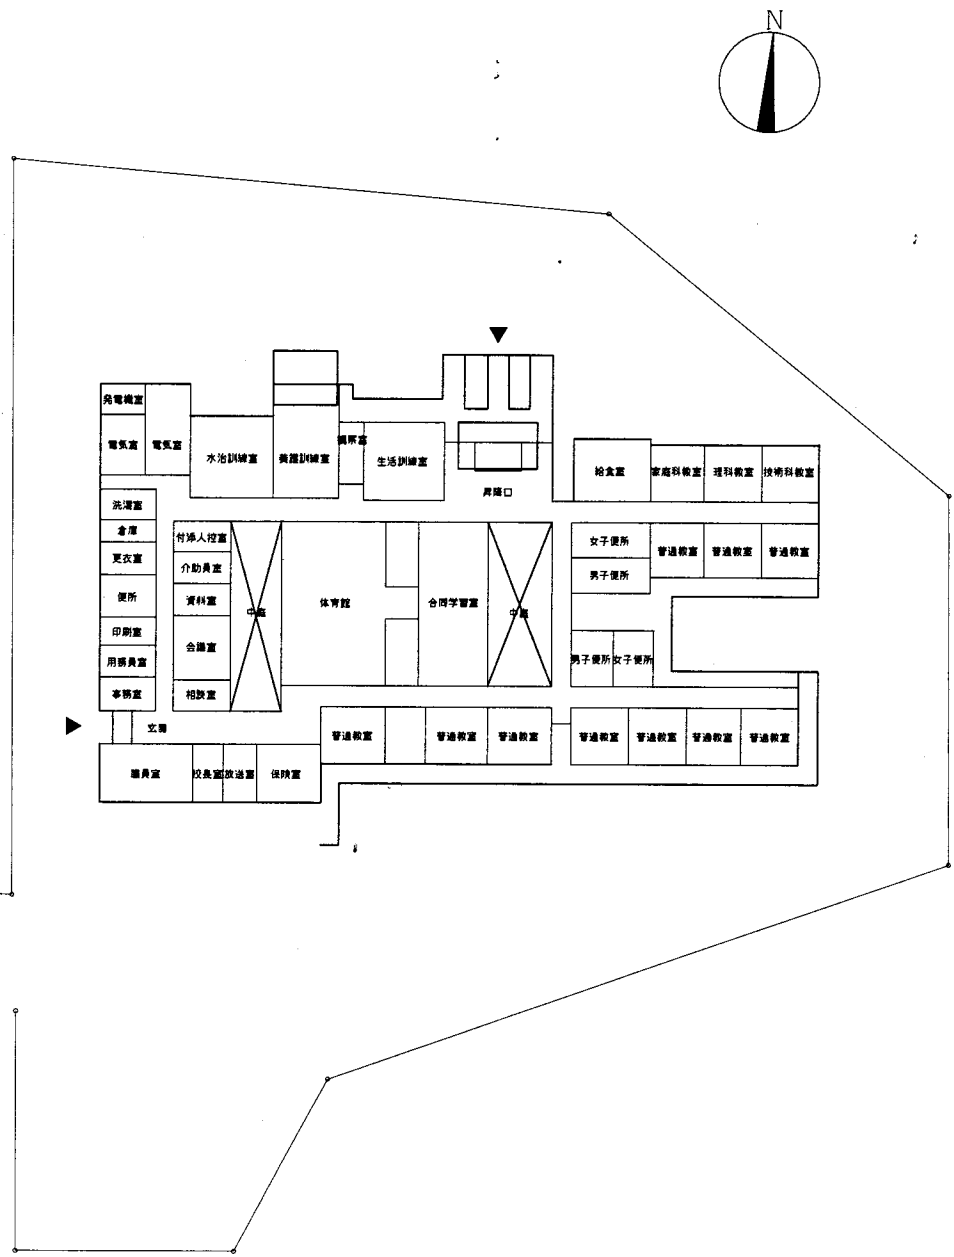 N
発電機室
電気室
電気室
水治訓練室
養護訓練室
観察室
生活訓練室
昇降口
給食室
家庭科教室
理科教室
技術科教室
洗濯室
倉庫
更衣室
便所
印刷室
用務員室
事務室
付添人控室
介助員室
資料室
会議室
相談室
中庭
体育館
合同学習室
中庭
女子便所
男子便所
普通教室
普通教室
普通教室
男子便所
女子便所
玄関
職員室
校長室
放送室
保険室
普通教室
普通教室
普通教室
普通教室
普通教室
普通教室
普通教室